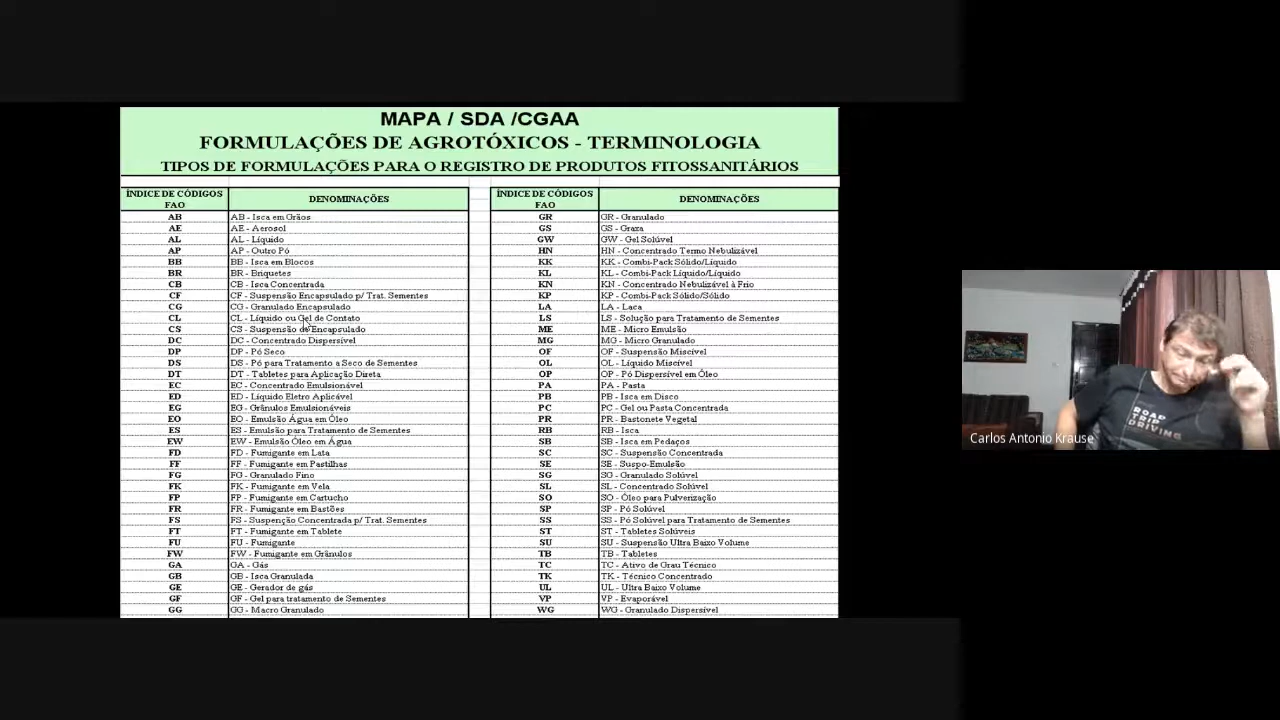 MAPA / SDA /CGAA
FORMULAÇÕES DE AGROTÓXICOS - TERMINOLOGIA
TIPOS DE FORMULAÇÕES PARA O REGISTRO DE PRODUTOS FITOSSANITÁRIOS
ÍNDICE DE CÓDIGOS FAO DENOMINAÇÕES
AB AB - Isca em Grãos
AE AE - Aerosol
AL AL - Líquido
AP AP - Outro Pó
BB BB - Isca em Blocos
BR BR - Briquetes
CB CB - Isca Concentrada
CF CF - Suspensão Encapsulado p/ Trat. Sementes
CG CG - Granulado Encapsulado
CL CL - Líquido ou Gel de Contato
CS CS - Suspensão de Encapsulado
DC DC - Concentrado Dispersível
DP DP - Pó Seco
DS DS - Pó para Tratamento a Seco de Sementes
DT DT - Tabletes para Aplicação Direta
EC EC - Concentrado Emulsionável
ED ED - Líquido Eletro Aplicável
EG EG - Grânulos Emulsionáveis
EO EO - Emulsão Água em Óleo
ES ES - Emulsão para Tratamento de Sementes
EW EW - Emulsão Óleo em Água
FD FD - Fumigante em Lata
FF FF - Fumigante em Pastilhas
FG FG - Granulado Fino
FK FK - Fumigante em Vela
FP FP - Fumigante em Cartucho
FR FR - Fumigante em Bastões
FS FS - Suspenção Concentrada p/ Trat. Sementes
FT FT - Fumigante em Tablete
FU FU - Fumigante
FW FW - Fumigante em Grânulos
GA GA - Gás
GB GB - Isca Granulada
GE GE - Gerador de gás
GF GF - Gel para tratamento de Sementes
GG GG - Macro Granulado
ÍNDICE DE CÓDIGOS FAO DENOMINAÇÕES
GR GR - Granulado
GS GS - Graxa
GW GW - Gel Solúvel
HN HN - Concentrado Termo Nebulizável
KK KK - Combi-Pack Sólido/Líquido
KL KL - Combi-Pack Líquido/Líquido
KN KN - Concentrado Nebulizável à Frio
KP KP - Combi-Pack Sólido/Sólido
LA LA - Laca
LS LS - Solução para Tratamento de Sementes
ME ME - Micro Emulsão
MG MG - Micro Granulado
OF OF - Suspensão Miscível
OL OL - Líquido Miscível
OP OP - Pó Dispersível em Óleo
PA PA - Pasta
PB PB - Isca em Disco
PC PC - Gel ou Pasta Concentrada
PR PR - Bastonete Vegetal
RB RB - Isca
SB SB - Isca em Pedaços
SC SC - Suspensão Concentrada
SE SE - Suspo-Emulsão
SG SG - Granulado Solúvel
SL SL - Concentrado Solúvel
SO SO - Óleo para Pulverização
SP SP - Pó Solúvel
SS SS - Pó Solúvel para Tratamento de Sementes
ST ST - Tabletes Solúveis
SU SU - Suspensão Ultra Baixo Volume
TB TB - Tabletes
TC TC - Ativo de Grau Técnico
TK TK - Técnico Concentrado
UL UL - Ultra Baixo Volume
VP VP - Evaporável
WG WG - Granulado Dispersível
ROAD
TRIP
DRIVING
Carlos Antonio Krause